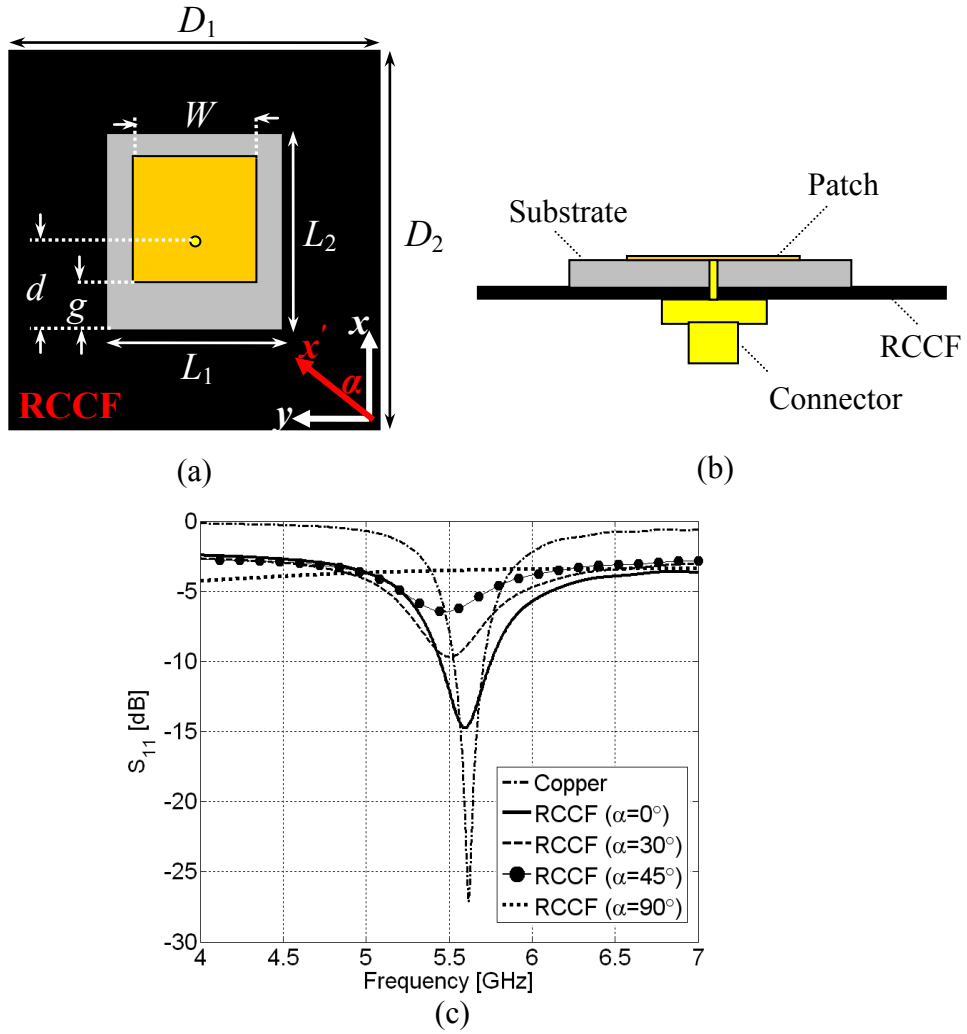 D₁
W
L₂
D₂
d
g
x
x′
α
L₁
y
RCCF
(a)
Patch
Substrate
RCCF
Connector
(b)
0
-5
-10
-15
-20
-25
-30
S₁₁ [dB]
Copper
RCCF (α=0°)
RCCF (α=30°)
RCCF (α=45°)
RCCF (α=90°)
4 4.5 5 5.5 6 6.5 7
Frequency [GHz]
(c)